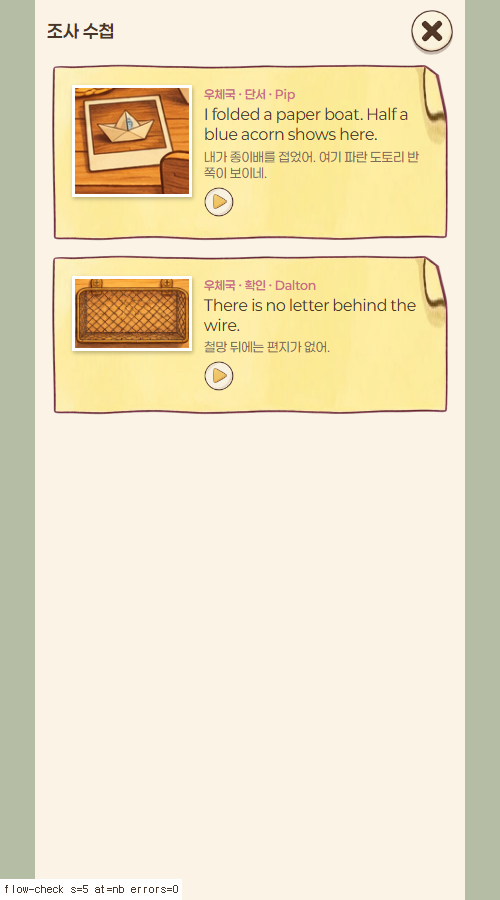 조사 수첩
우체국 · 단서 · Pip
I folded a paper boat. Half a
blue acorn shows here.
내가 종이배를 접었어. 여기 파란 도토리 반
쪽이 보이네.
우체국 · 확인 · Dalton
There is no letter behind the
wire.
철망 뒤에는 편지가 없어.
flow-check s=5 at=nb errors=0